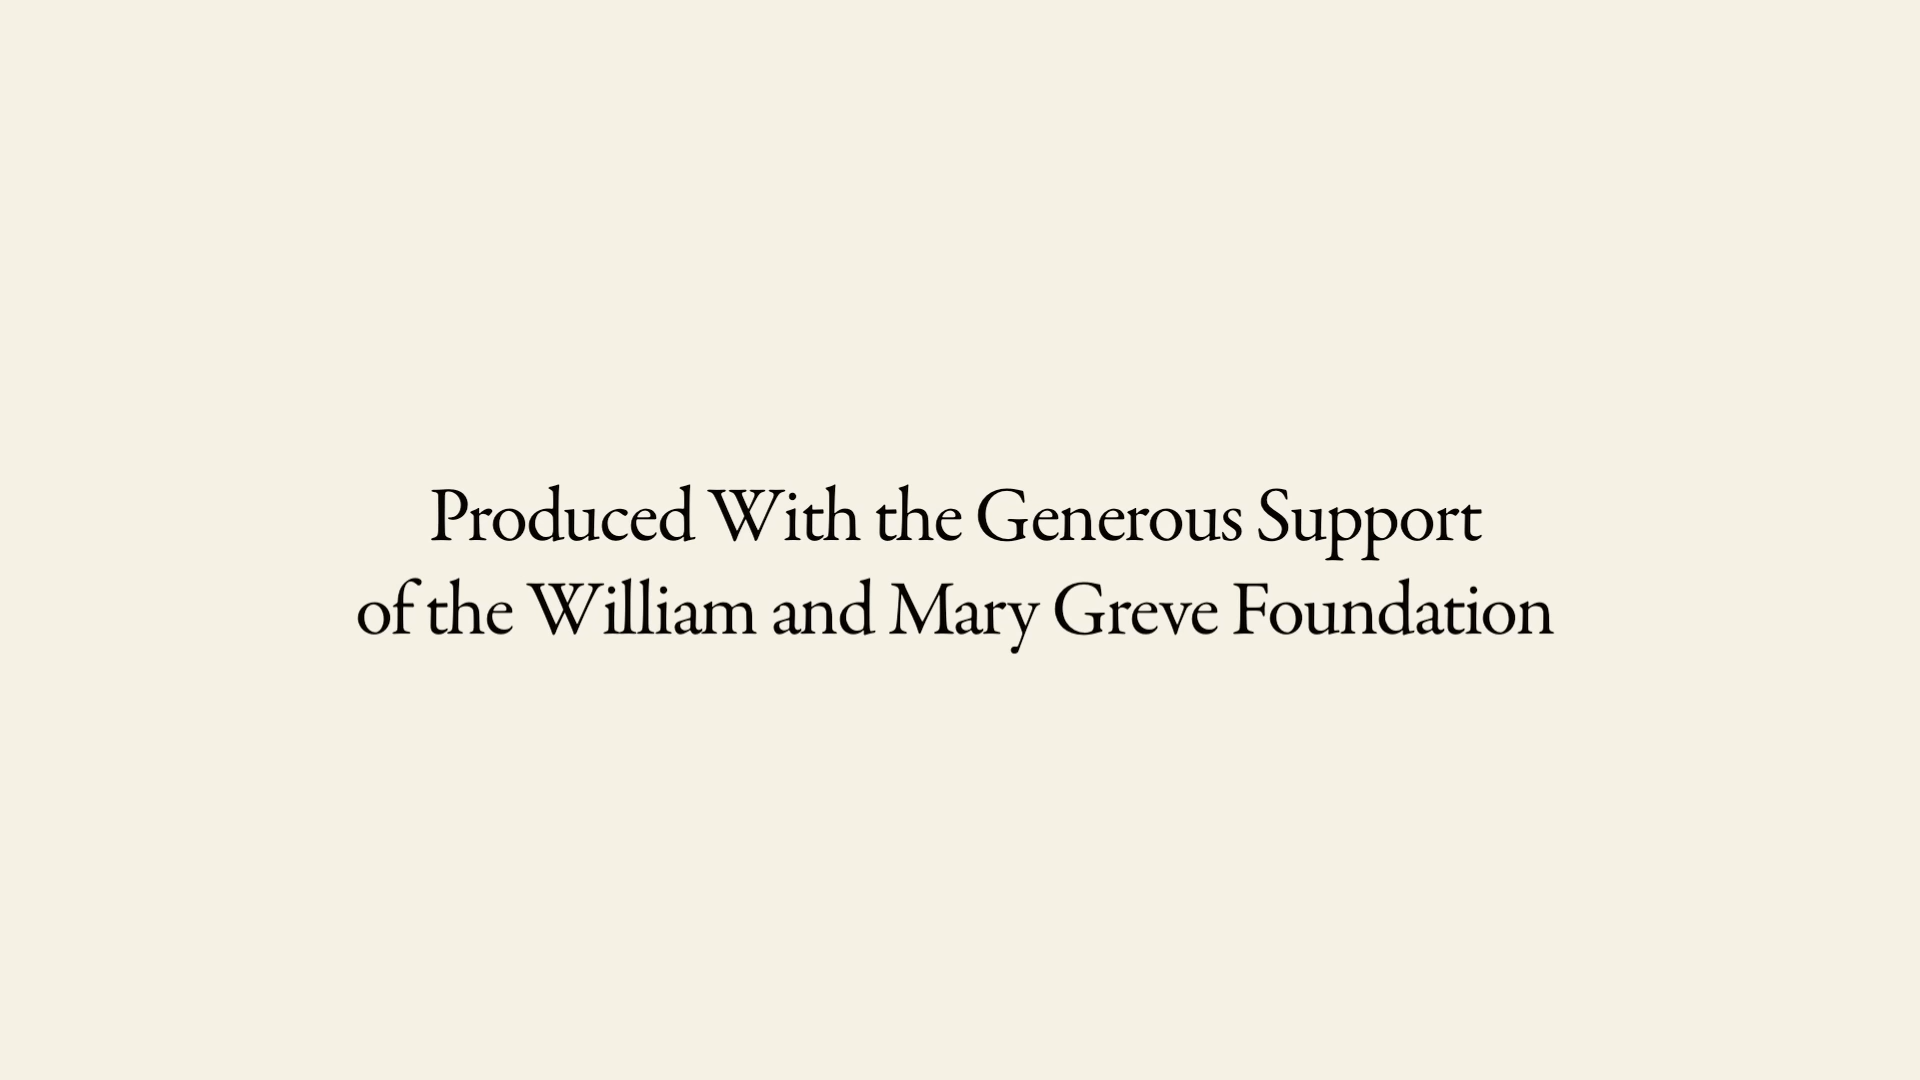 Produced With the Generous Support
of the William and Mary Greve Foundation